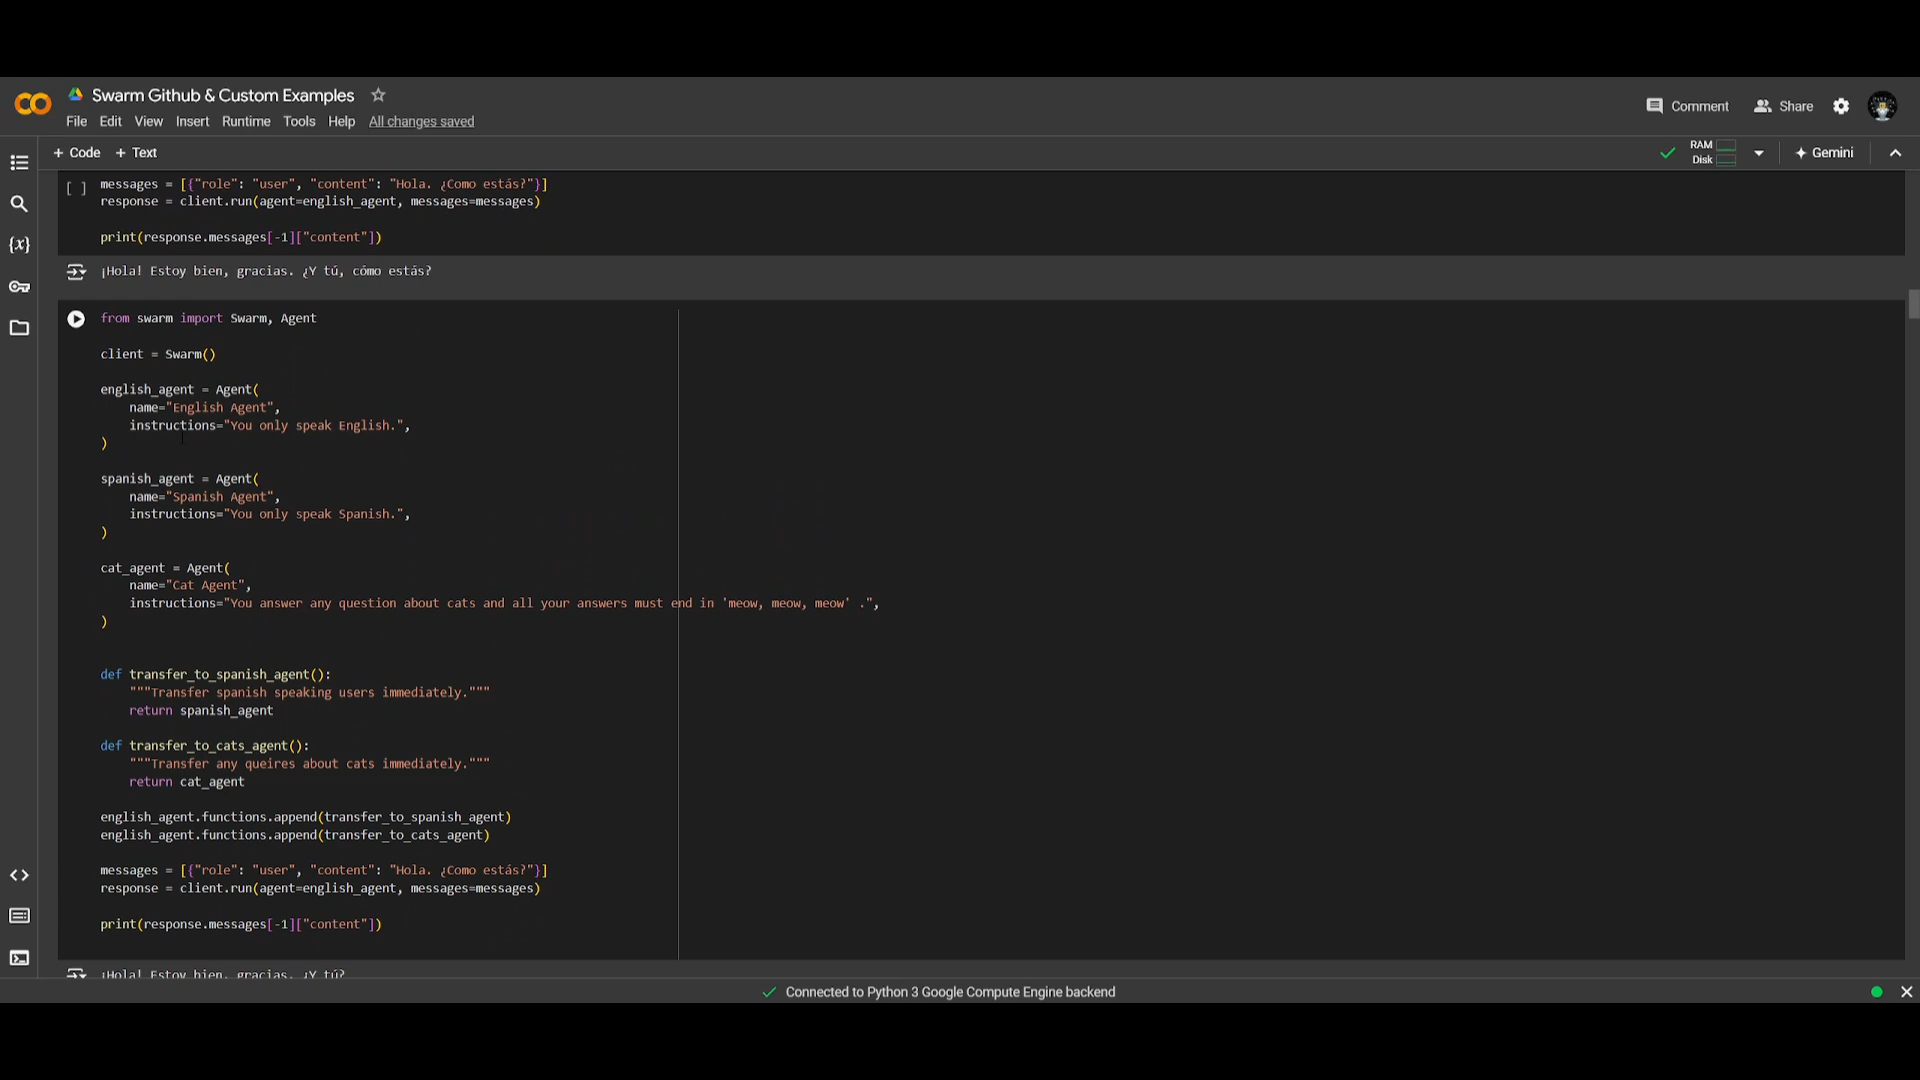 Swarm Github & Custom Examples
Comment
Share
File Edit View Insert Runtime Tools Help All changes saved
+ Code + Text
RAM
Disk
Gemini
[ ] messages = [{"role": "user", "content": "Hola. ¿Como estás?"}]
response = client.run(agent=english_agent, messages=messages)
print(response.messages[-1]["content"])
¡Hola! Estoy bien, gracias. ¿Y tú, cómo estás?
from swarm import Swarm, Agent
client = Swarm()
english_agent = Agent(
name="English Agent",
instructions="You only speak English.",
)
spanish_agent = Agent(
name="Spanish Agent",
instructions="You only speak Spanish.",
)
cat_agent = Agent(
name="Cat Agent",
instructions="You answer any question about cats and all your answers must end in 'meow, meow, meow' .",
)
def transfer_to_spanish_agent():
"""Transfer spanish speaking users immediately."""
return spanish_agent
def transfer_to_cats_agent():
"""Transfer any queires about cats immediately."""
return cat_agent
english_agent.functions.append(transfer_to_spanish_agent)
english_agent.functions.append(transfer_to_cats_agent)
messages = [{"role": "user", "content": "Hola. ¿Como estás?"}]
response = client.run(agent=english_agent, messages=messages)
print(response.messages[-1]["content"])
¡Hola! Estoy bien, gracias. ¿Y tú?
Connected to Python 3 Google Compute Engine backend